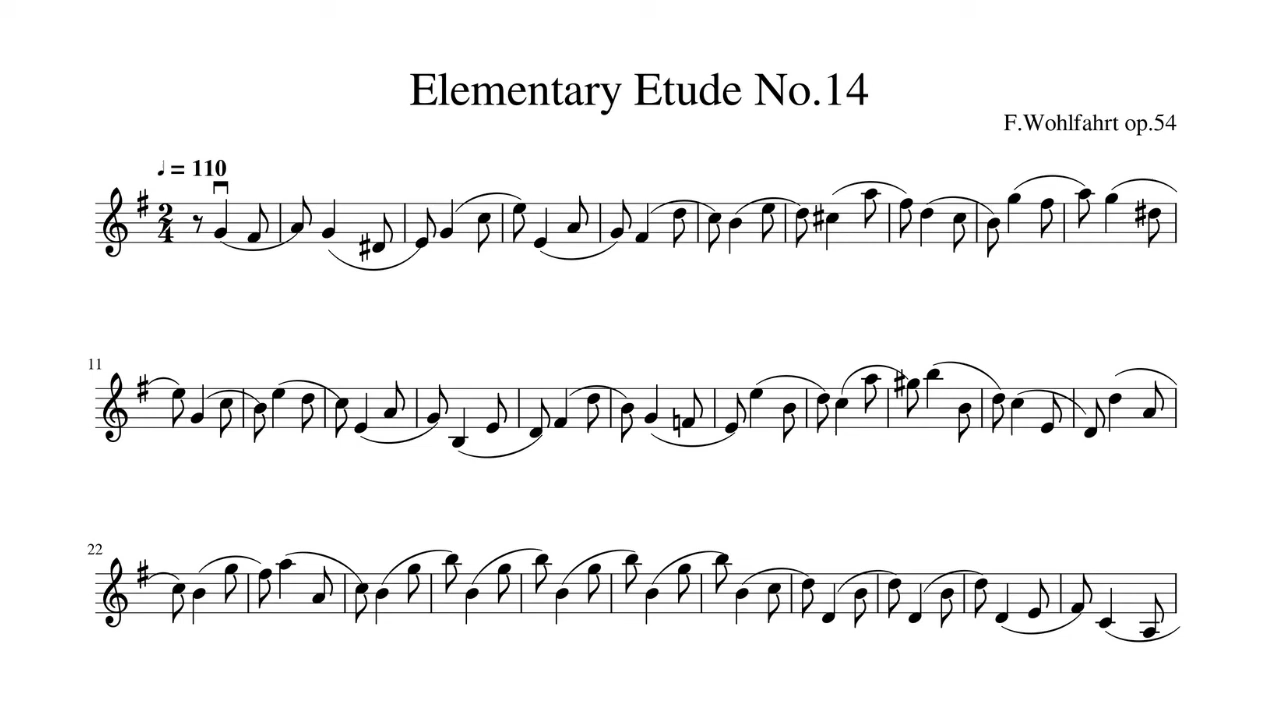 Elementary Etude No.14
F.Wohlfahrt op.54
♩ = 110
2
4
11
22